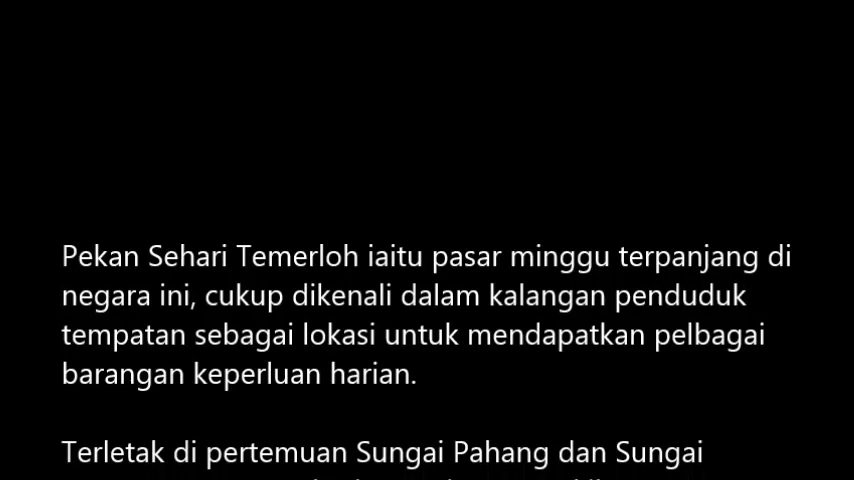 Pekan Sehari Temerloh iaitu pasar minggu terpanjang di
negara ini, cukup dikenali dalam kalangan penduduk
tempatan sebagai lokasi untuk mendapatkan pelbagai
barangan keperluan harian.
Terletak di pertemuan Sungai Pahang dan Sungai